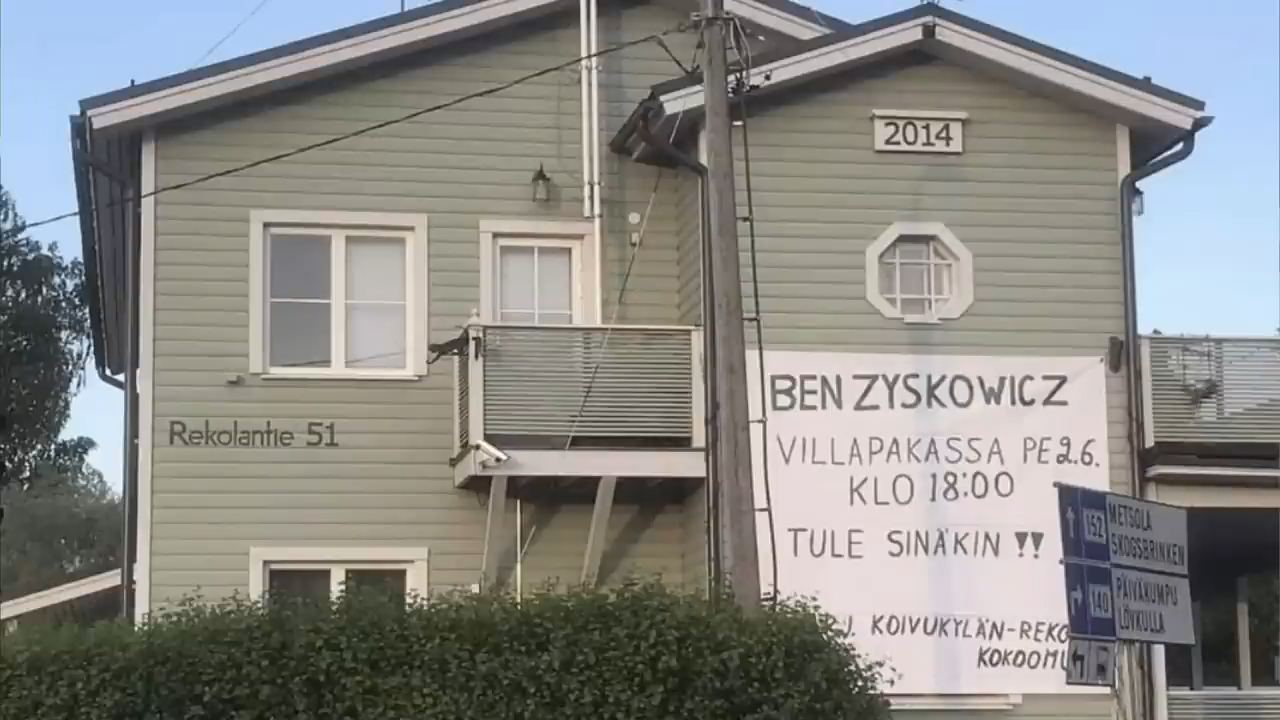 2014
Rekolantie 51
BEN ZYSKOWICZ
VILLAPAKASSA PE 2.6.
KLO 18:00
TULE SINÄKIN !!
KOIVUKYLÄN-REKO
KOKOOMU
152 METSOLA
SKOGSBRINKEN
140 PÄIVÄKUMPU
LÖVKULLA